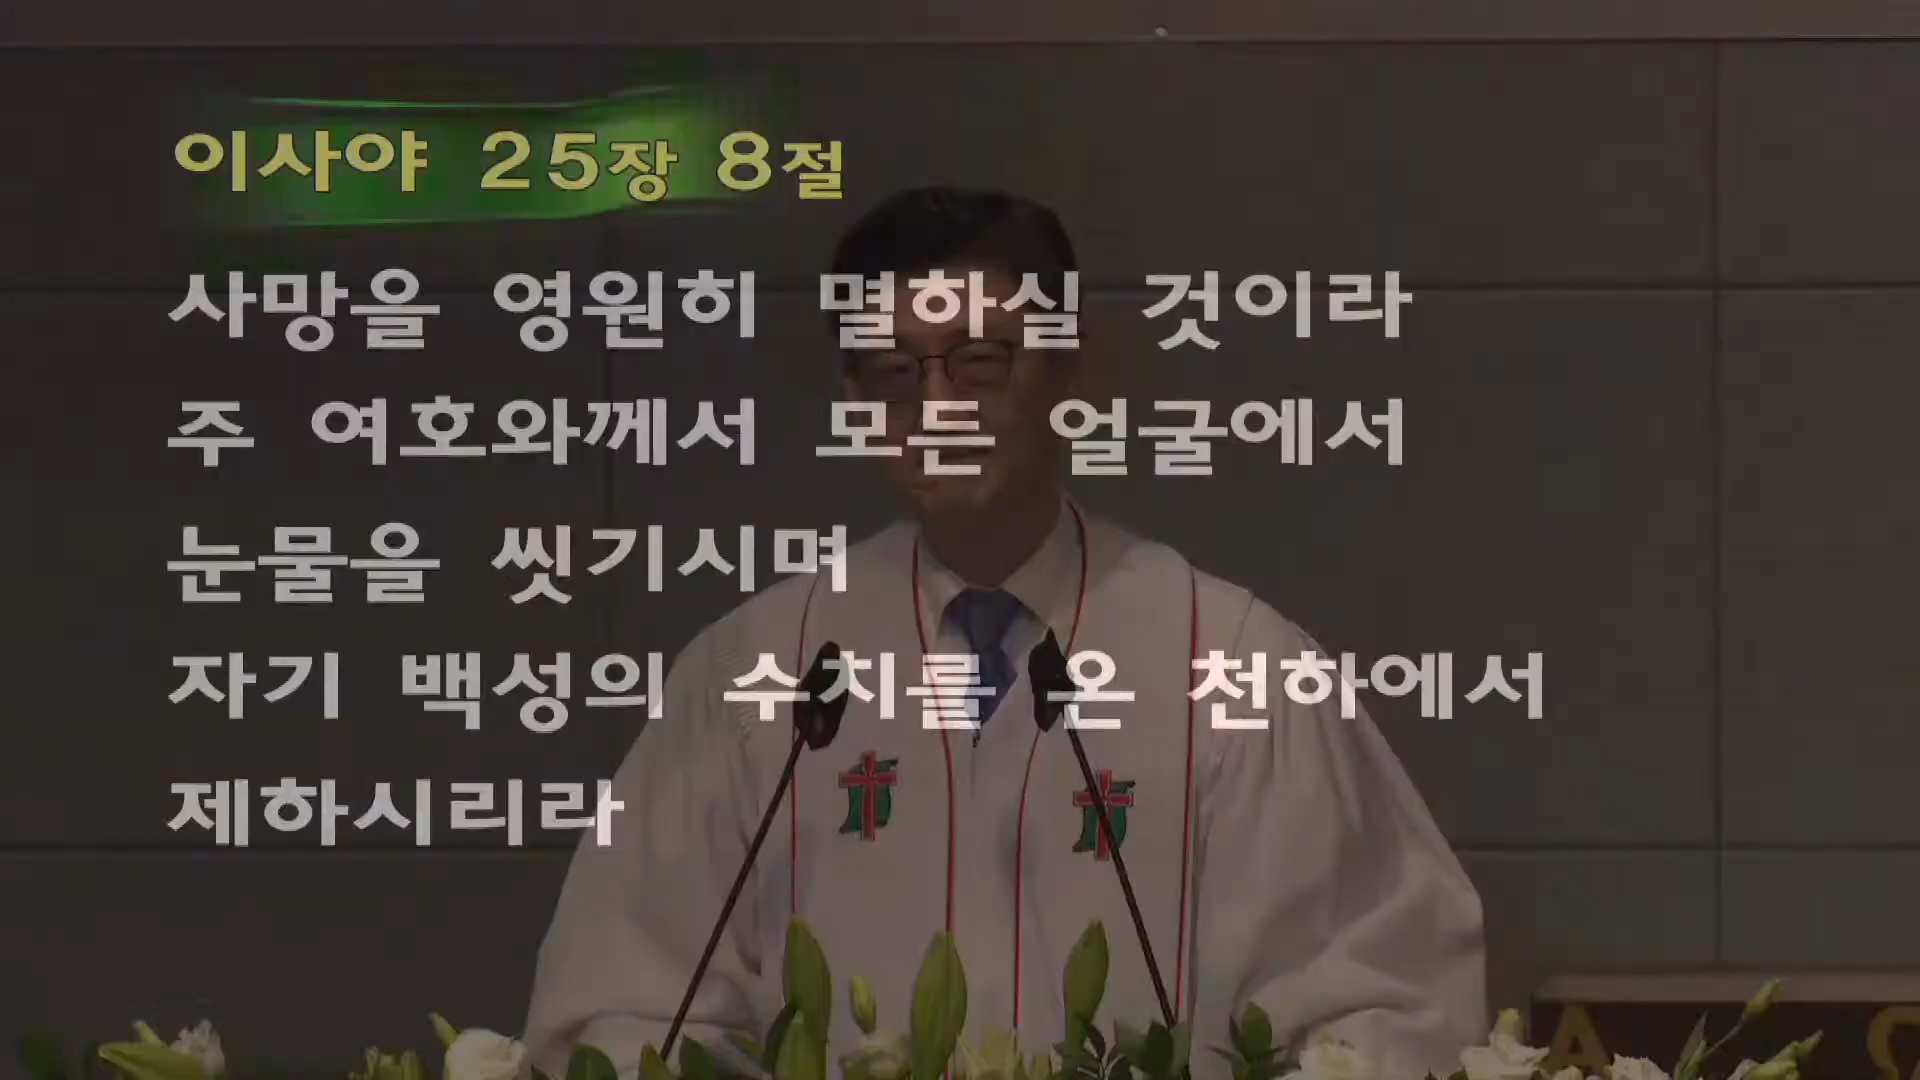 이사야 25장 8절
사망을 영원히 멸하실 것이라
주 여호와께서 모든 얼굴에서
눈물을 씻기시며
자기 백성의 수치를 온 천하에서
제하시리라
A Ω